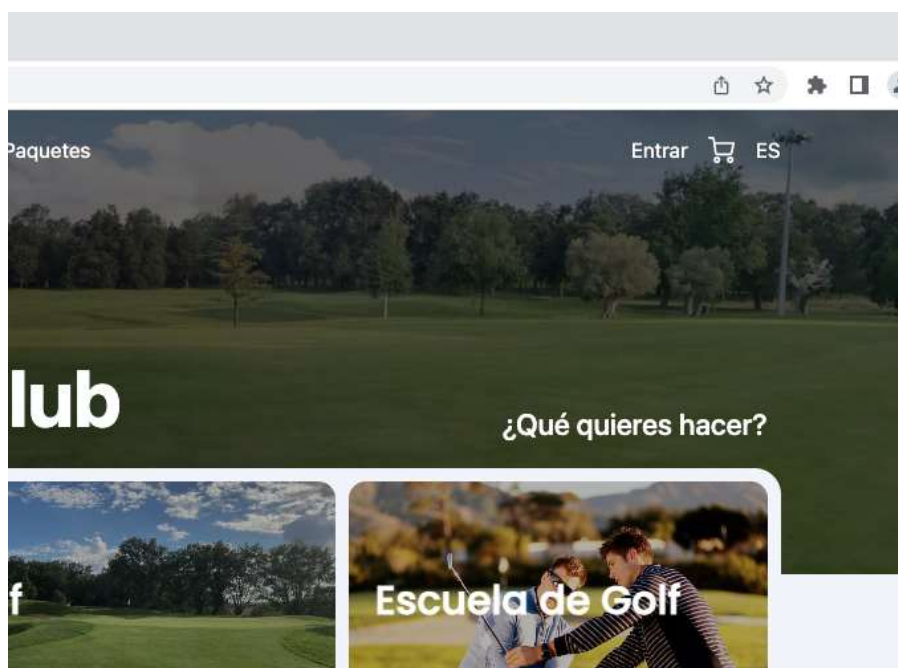 Paquetes
Entrar
ES
lub
¿Qué quieres hacer?
f
Escuela de Golf